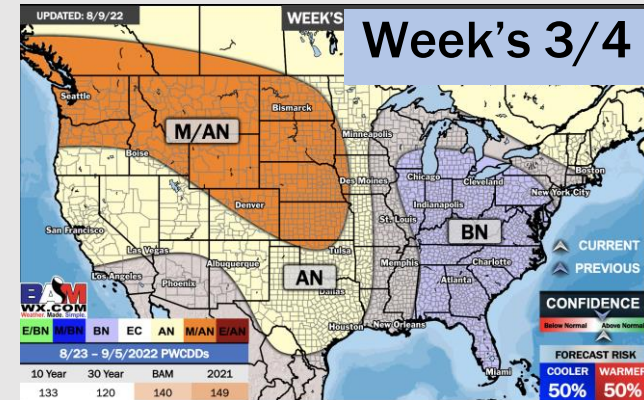 UPDATED: 8/9/22
WEEK'S
Week's 3/4
Seattle
Bismarck
M/AN
Minneapolis
Boise
Boston
Des Moines
Chicago
Cleveland
New York City
Denver
Indianapolis
St. Louis
San Francisco
BN
CURRENT
Las Vegas
Tulsa
Albuquerque
Memphis
Charlotte
PREVIOUS
Los Angeles
AN
Phoenix
Atlanta
Dallas
BAM
WX.COM
Weather. Made. Simple.
CONFIDENCE
Below Normal Above Normal
Houston
New Orleans
E/BN M/BN BN EC AN M/AN E/AN
8/23 – 9/5/2022 PWCDDs
FORECAST RISK
Miami
10 Year 30 Year BAM 2021
COOLER WARMER
133 120 140 149
50% 50%